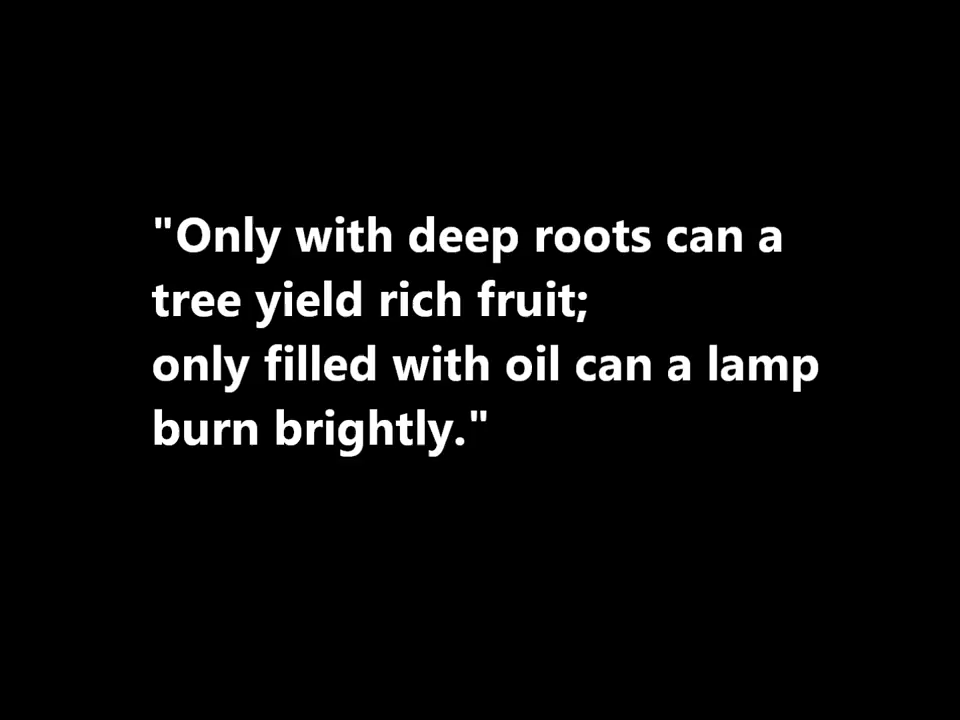 "Only with deep roots can a
tree yield rich fruit;
only filled with oil can a lamp
burn brightly."